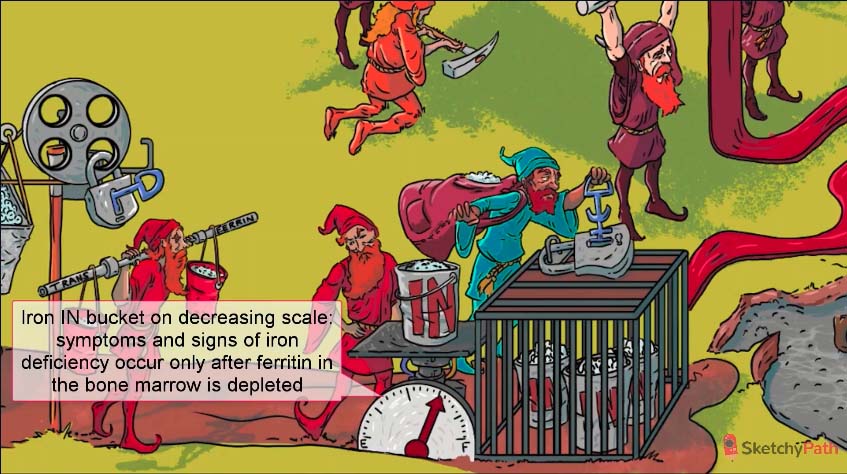 TRANS FERRIN
IN
Iron IN bucket on decreasing scale:
symptoms and signs of iron
deficiency occur only after ferritin in
the bone marrow is depleted
E F
SketchyPath